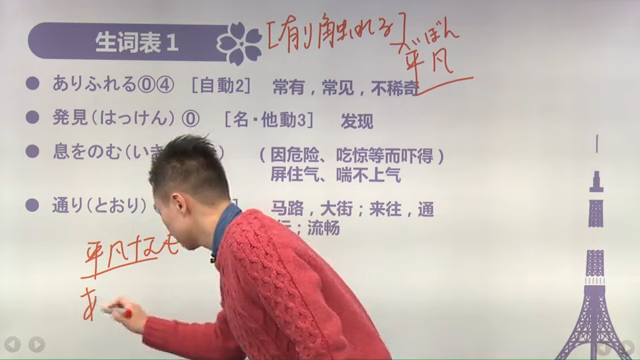 生词表1
[有り触れる]
へいぼん
平凡
ありふれる⓪④ [自動2] 常有，常见，不稀奇
発見(はっけん)⓪ [名・他動3] 发现
息をのむ(いき （因危险、吃惊等而吓得）
屏住气、喘不上气
通り(とおり) 马路，大街；来往，通
；流畅
平凡なも
あ